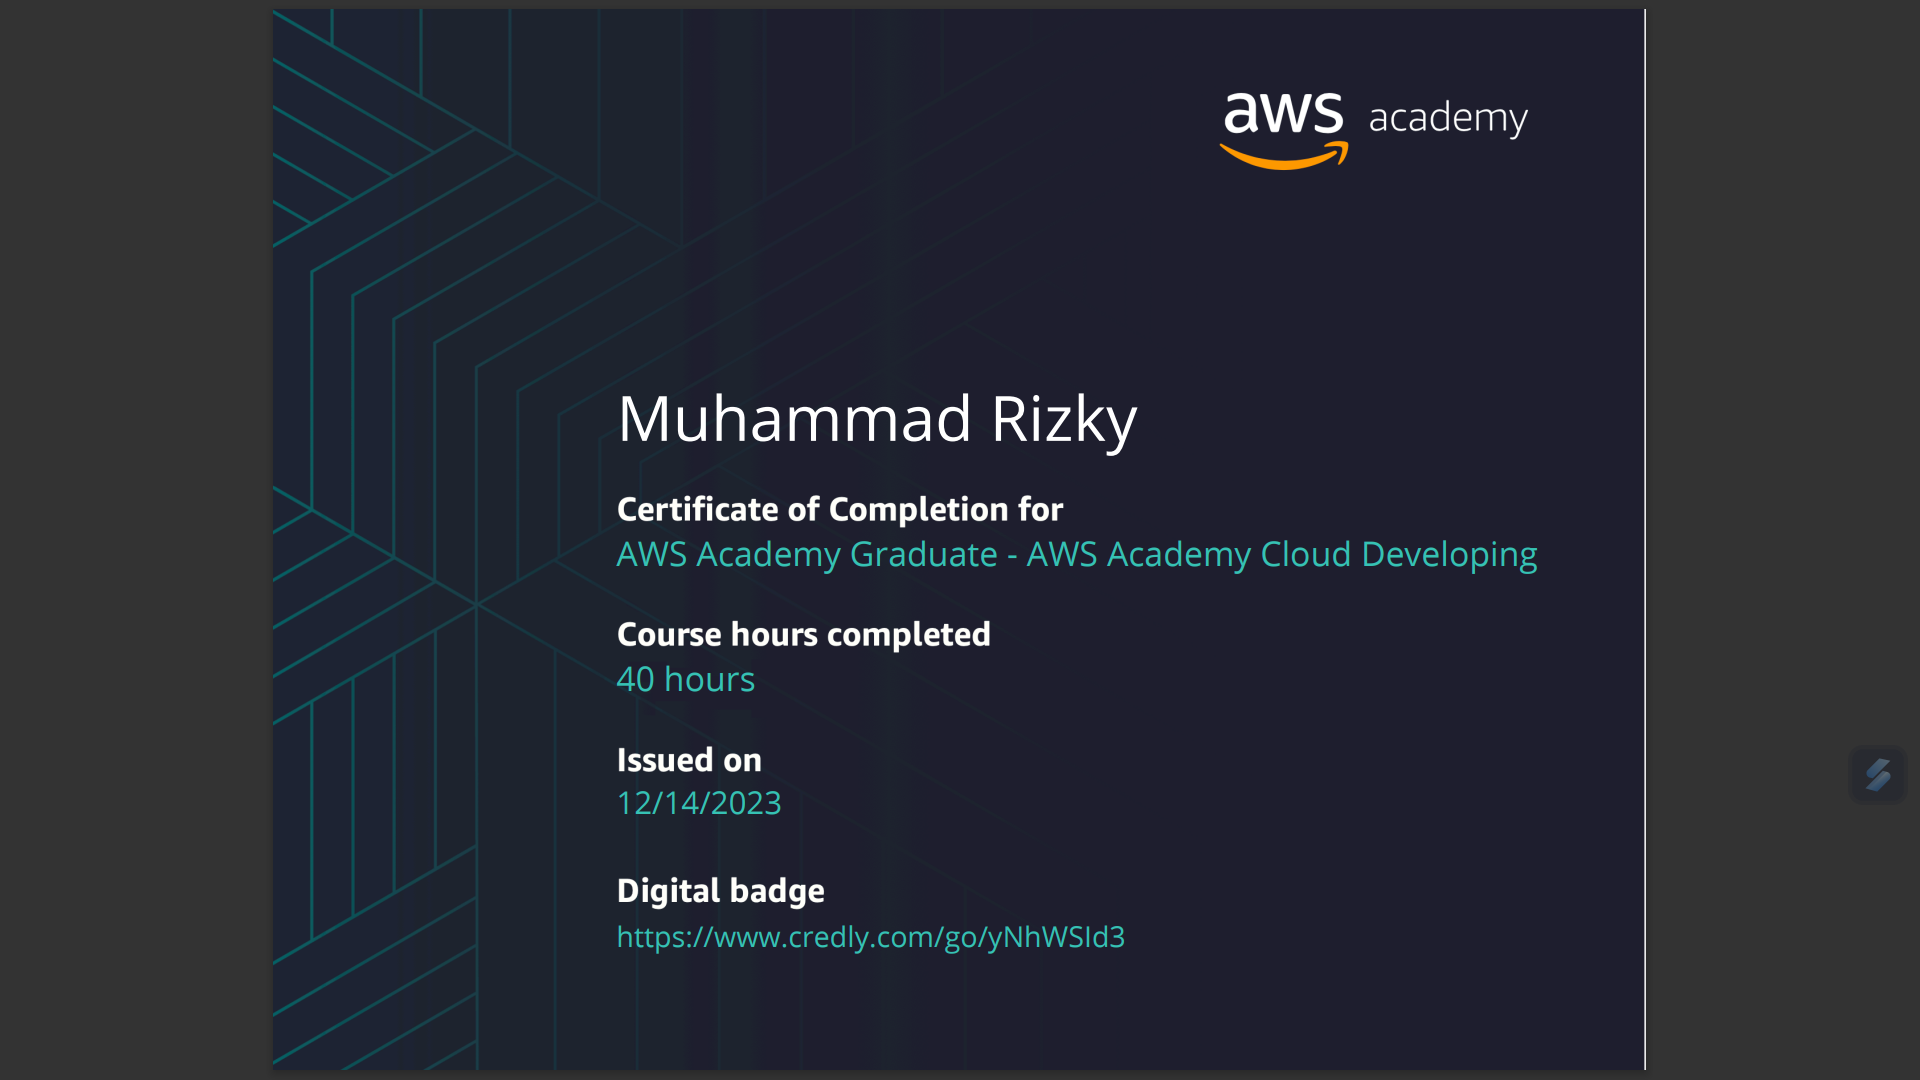 aws academy
Muhammad Rizky
Certificate of Completion for
AWS Academy Graduate - AWS Academy Cloud Developing
Course hours completed
40 hours
Issued on
12/14/2023
Digital badge
https://www.credly.com/go/yNhWSId3